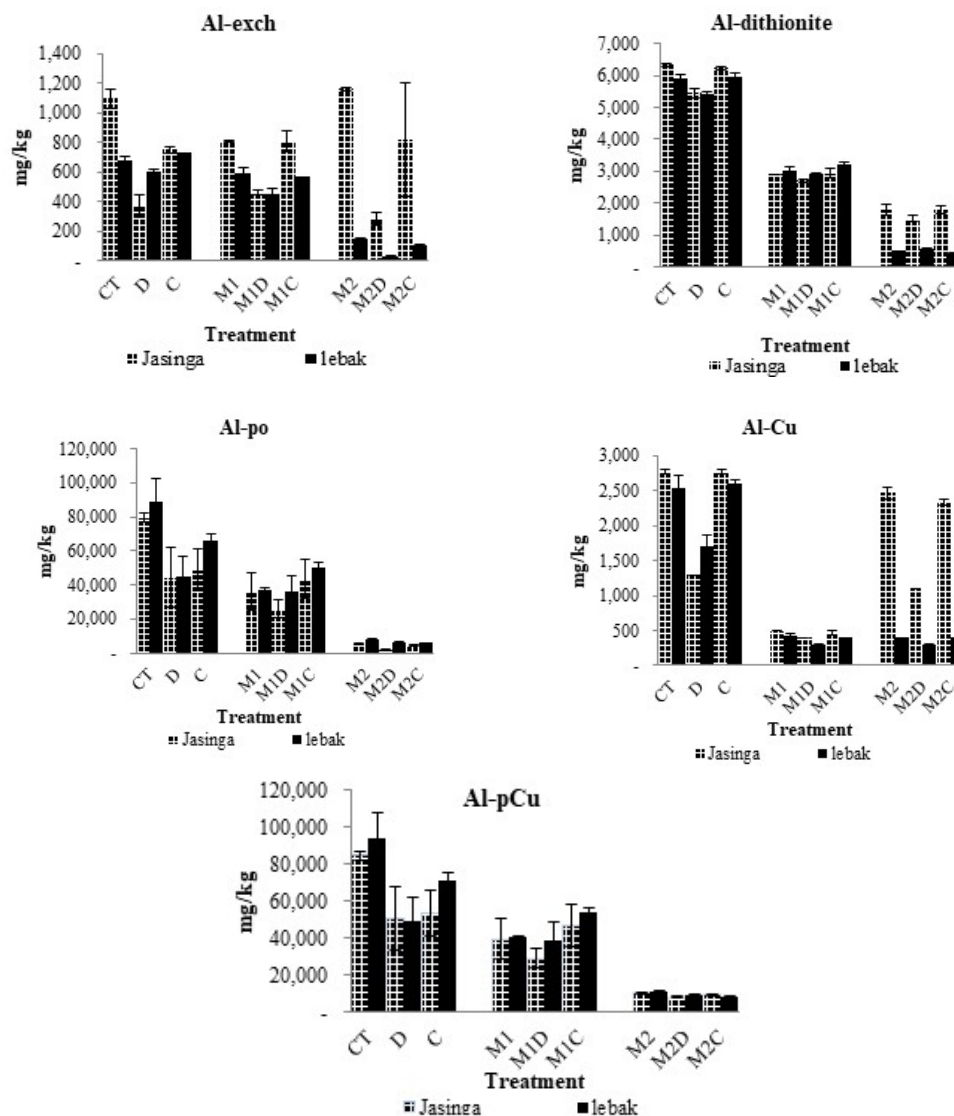 Al-exch
1,400
1,200
1,000
800
600
400
200
-
mg/kg
CT D C M1 M1D M1C M2 M2D M2C
Treatment
Jasinga lebak
Al-dithionite
7,000
6,000
5,000
4,000
3,000
2,000
1,000
-
mg/kg
CT D C M1 M1D M1C M2 M2D M2C
Treatment
Jasinga lebak
Al-po
120,000
100,000
80,000
60,000
40,000
20,000
-
mg/kg
CT D C M1 M1D M1C M2 M2D M2C
Treatment
Jasinga lebak
Al-Cu
3,000
2,500
2,000
1,500
1,000
500
-
mg/kg
CT D C M1 M1D M1C M2 M2D M2C
Treatment
Jasinga lebak
Al-pCu
120,000
100,000
80,000
60,000
40,000
20,000
-
mg/kg
CT D C M1 M1D M1C M2 M2D M2C
Treatment
Jasinga lebak